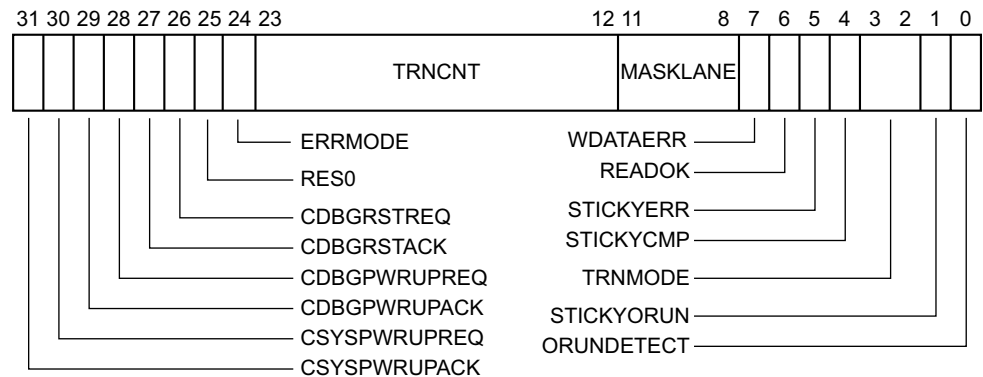 31 30 29 28 27 26 25 24 23 12 11 8 7 6 5 4 3 2 1 0
TRNCNT MASKLANE
ERRMODE WDATAERR
RES0 READOK
CDBGRSTREQ STICKYERR
CDBGRSTACK STICKYCMP
CDBGPWRUPREQ TRNMODE
CDBGPWRUPACK STICKYORUN
CSYSPWRUPREQ ORUNDETECT
CSYSPWRUPACK